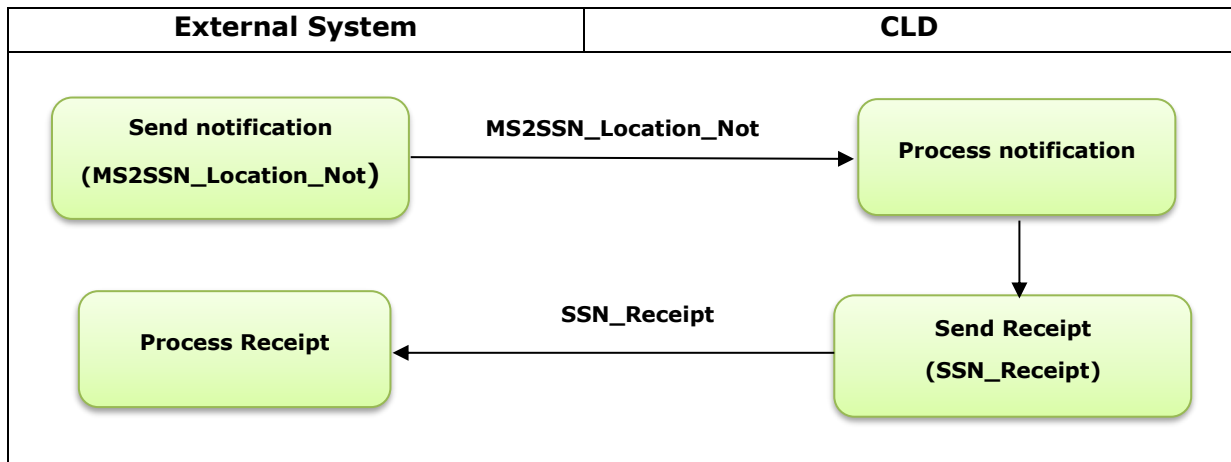 External System
CLD
Send notification
(MS2SSN_Location_Not)
MS2SSN_Location_Not
Process notification
Process Receipt
SSN_Receipt
Send Receipt
(SSN_Receipt)